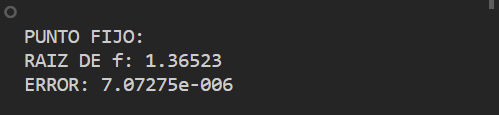 PUNTO FIJO:
RAIZ DE f: 1.36523
ERROR: 7.07275e-006